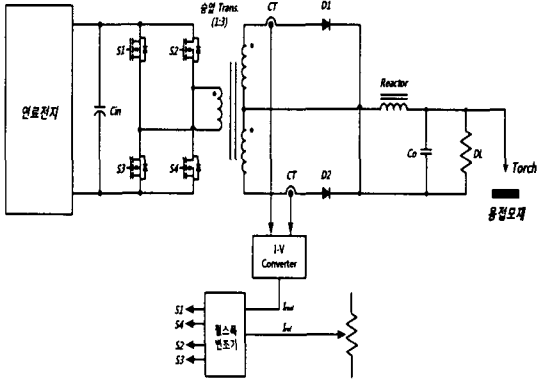 승압 Trans.
(1:3)
CT
D1
S1
S2
Reactor
연료전지
Cin
Co
DL
Torch
S3
S4
CT
D2
용접모재
I-V
Converter
S1
S4
S2
S3
펄스폭
변조기